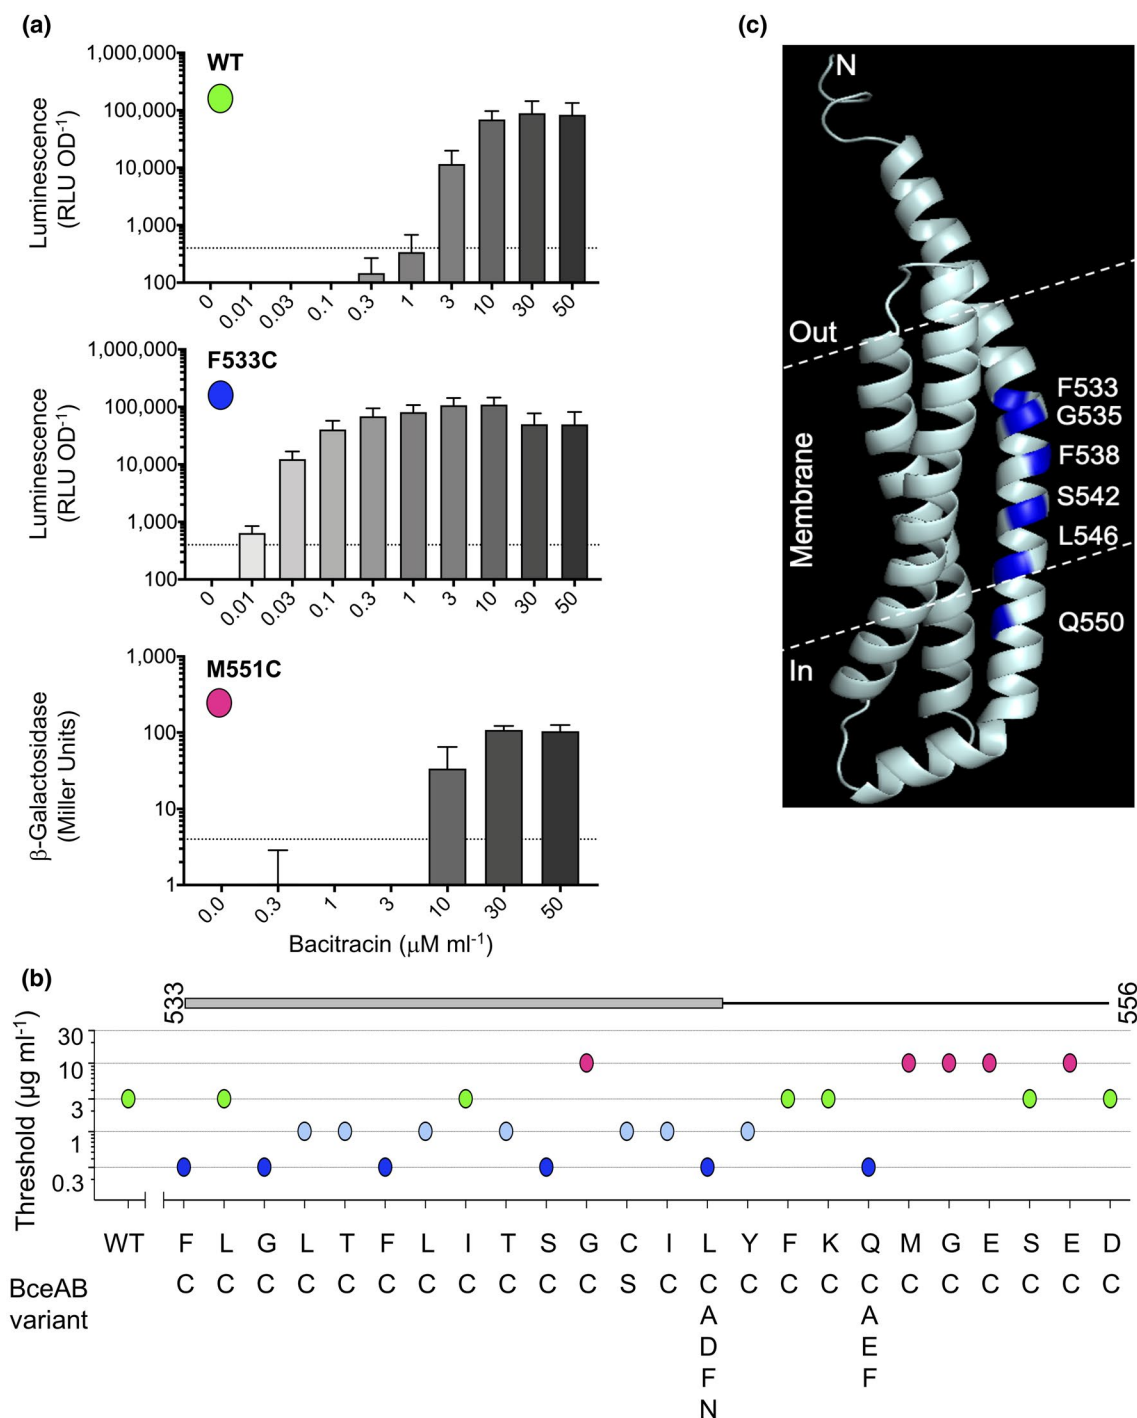 (a)
WT
1,000,000
100,000
10,000
1,000
100
Luminescence
(RLU OD-1)
0 0.01 0.03 0.1 0.3 1 3 10 30 50
F533C
1,000,000
100,000
10,000
1,000
100
Luminescence
(RLU OD-1)
0 0.01 0.03 0.1 0.3 1 3 10 30 50
M551C
1,000
100
10
1
β-Galactosidase
(Miller Units)
0.0 0.3 1 3 10 30 50
Bacitracin (μM ml-1)
(c)
N
Out
Membrane
In
F533
G535
F538
S542
L546
Q550
(b)
533 556
Threshold (μg ml-1)
30
10
3
1
0.3
WT F L G L T F L I T S G C I L Y F K Q M G E S E D
BceAB C C C C C C C C C C C S C C C C C C C C C C C C
variant A A
D E
F F
N